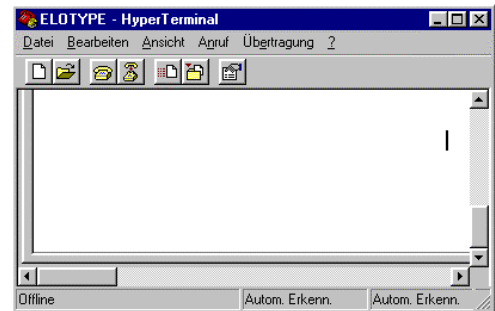 ELOTYPE - HyperTerminal
Datei Bearbeiten Ansicht Anruf Übertragung ?
Offline Autom. Erkenn. Autom. Erkenn.